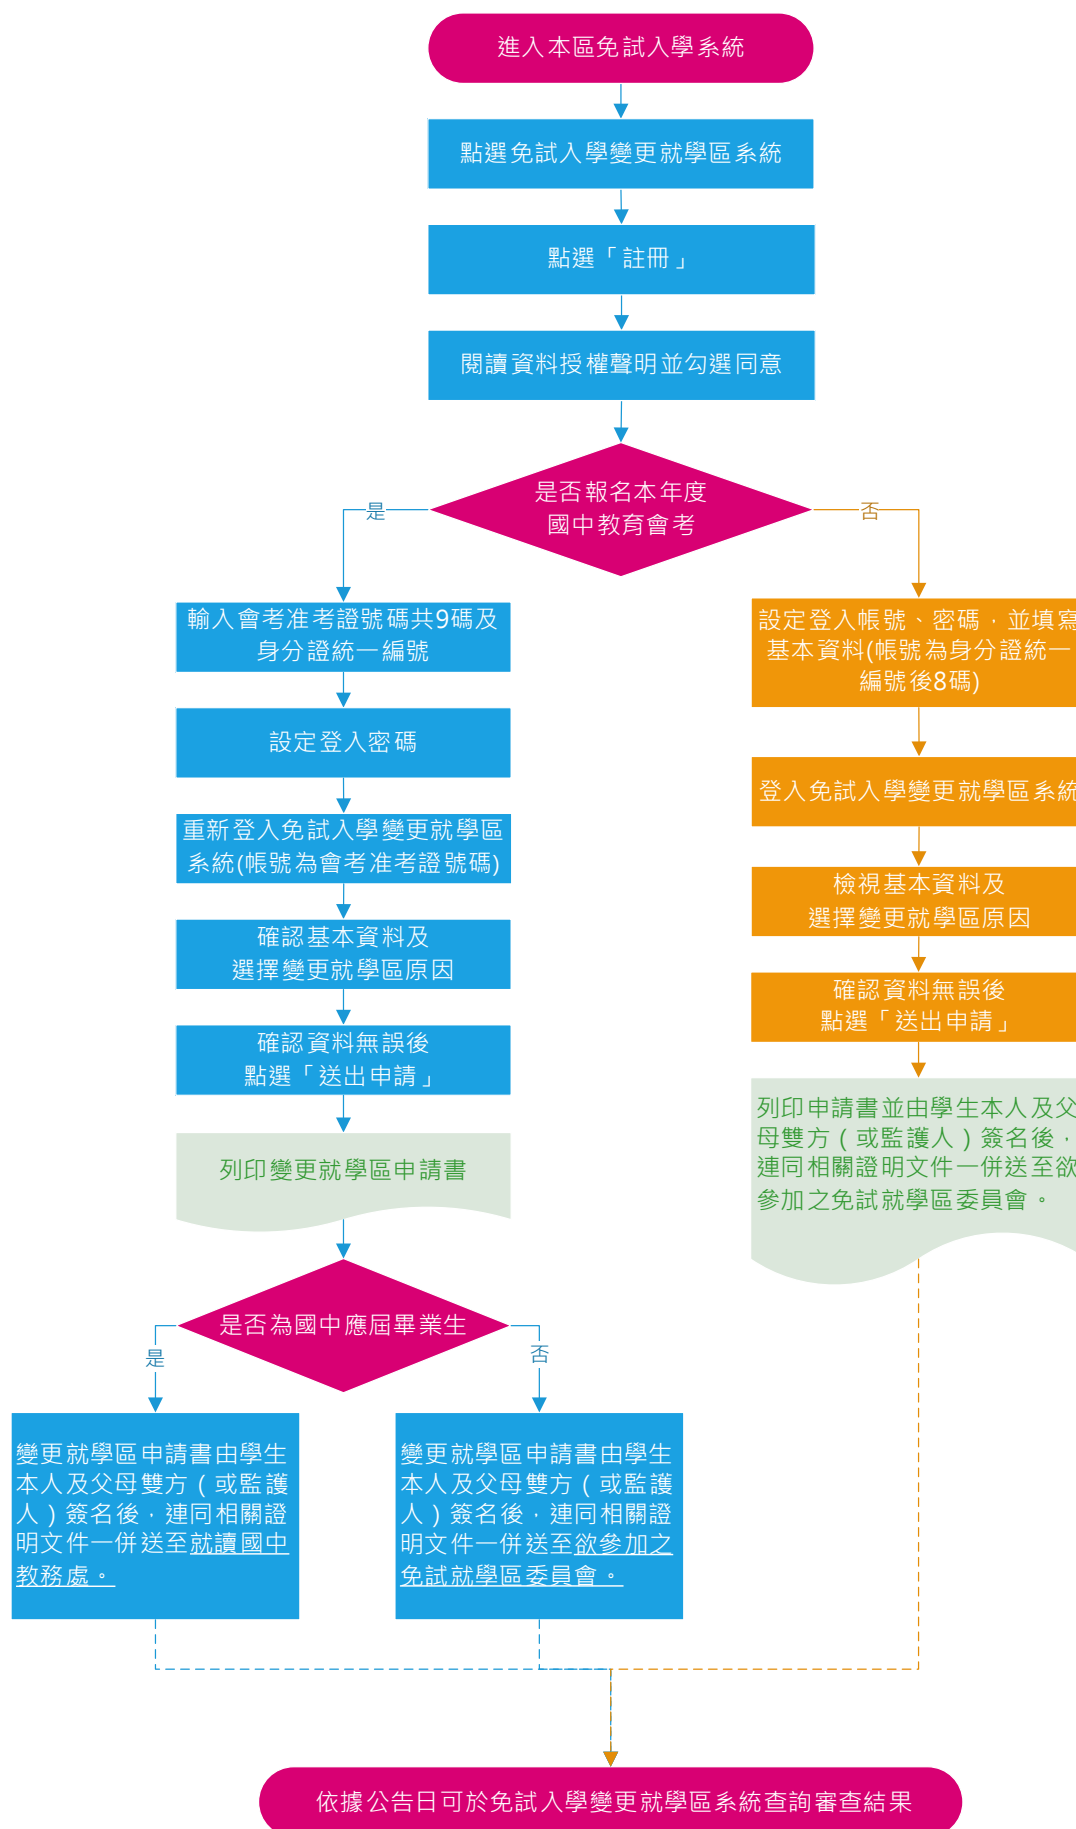 進入本區免試入學系統
點選免試入學變更就學區系統
點選「註冊」
閱讀資料授權聲明並勾選同意
是否報名本年度
國中教育會考
是
否
輸入會考准考證號碼共9碼及
身分證統一編號
設定登入密碼
重新登入免試入學變更就學區
系統(帳號為會考准考證號碼)
確認基本資料及
選擇變更就學區原因
確認資料無誤後
點選「送出申請」
列印變更就學區申請書
是否為國中應屆畢業生
是
否
變更就學區申請書由學生
本人及父母雙方（或監護
人）簽名後，連同相關證
明文件一併送至就讀國中
教務處。
變更就學區申請書由學生
本人及父母雙方（或監護
人）簽名後，連同相關證
明文件一併送至欲參加之
免試就學區委員會。
設定登入帳號、密碼，並填寫
基本資料(帳號為身分證統一
編號後8碼)
登入免試入學變更就學區系統
檢視基本資料及
選擇變更就學區原因
確認資料無誤後
點選「送出申請」
列印申請書並由學生本人及父
母雙方（或監護人）簽名後，
連同相關證明文件一併送至欲
參加之免試就學區委員會。
依據公告日可於免試入學變更就學區系統查詢審查結果